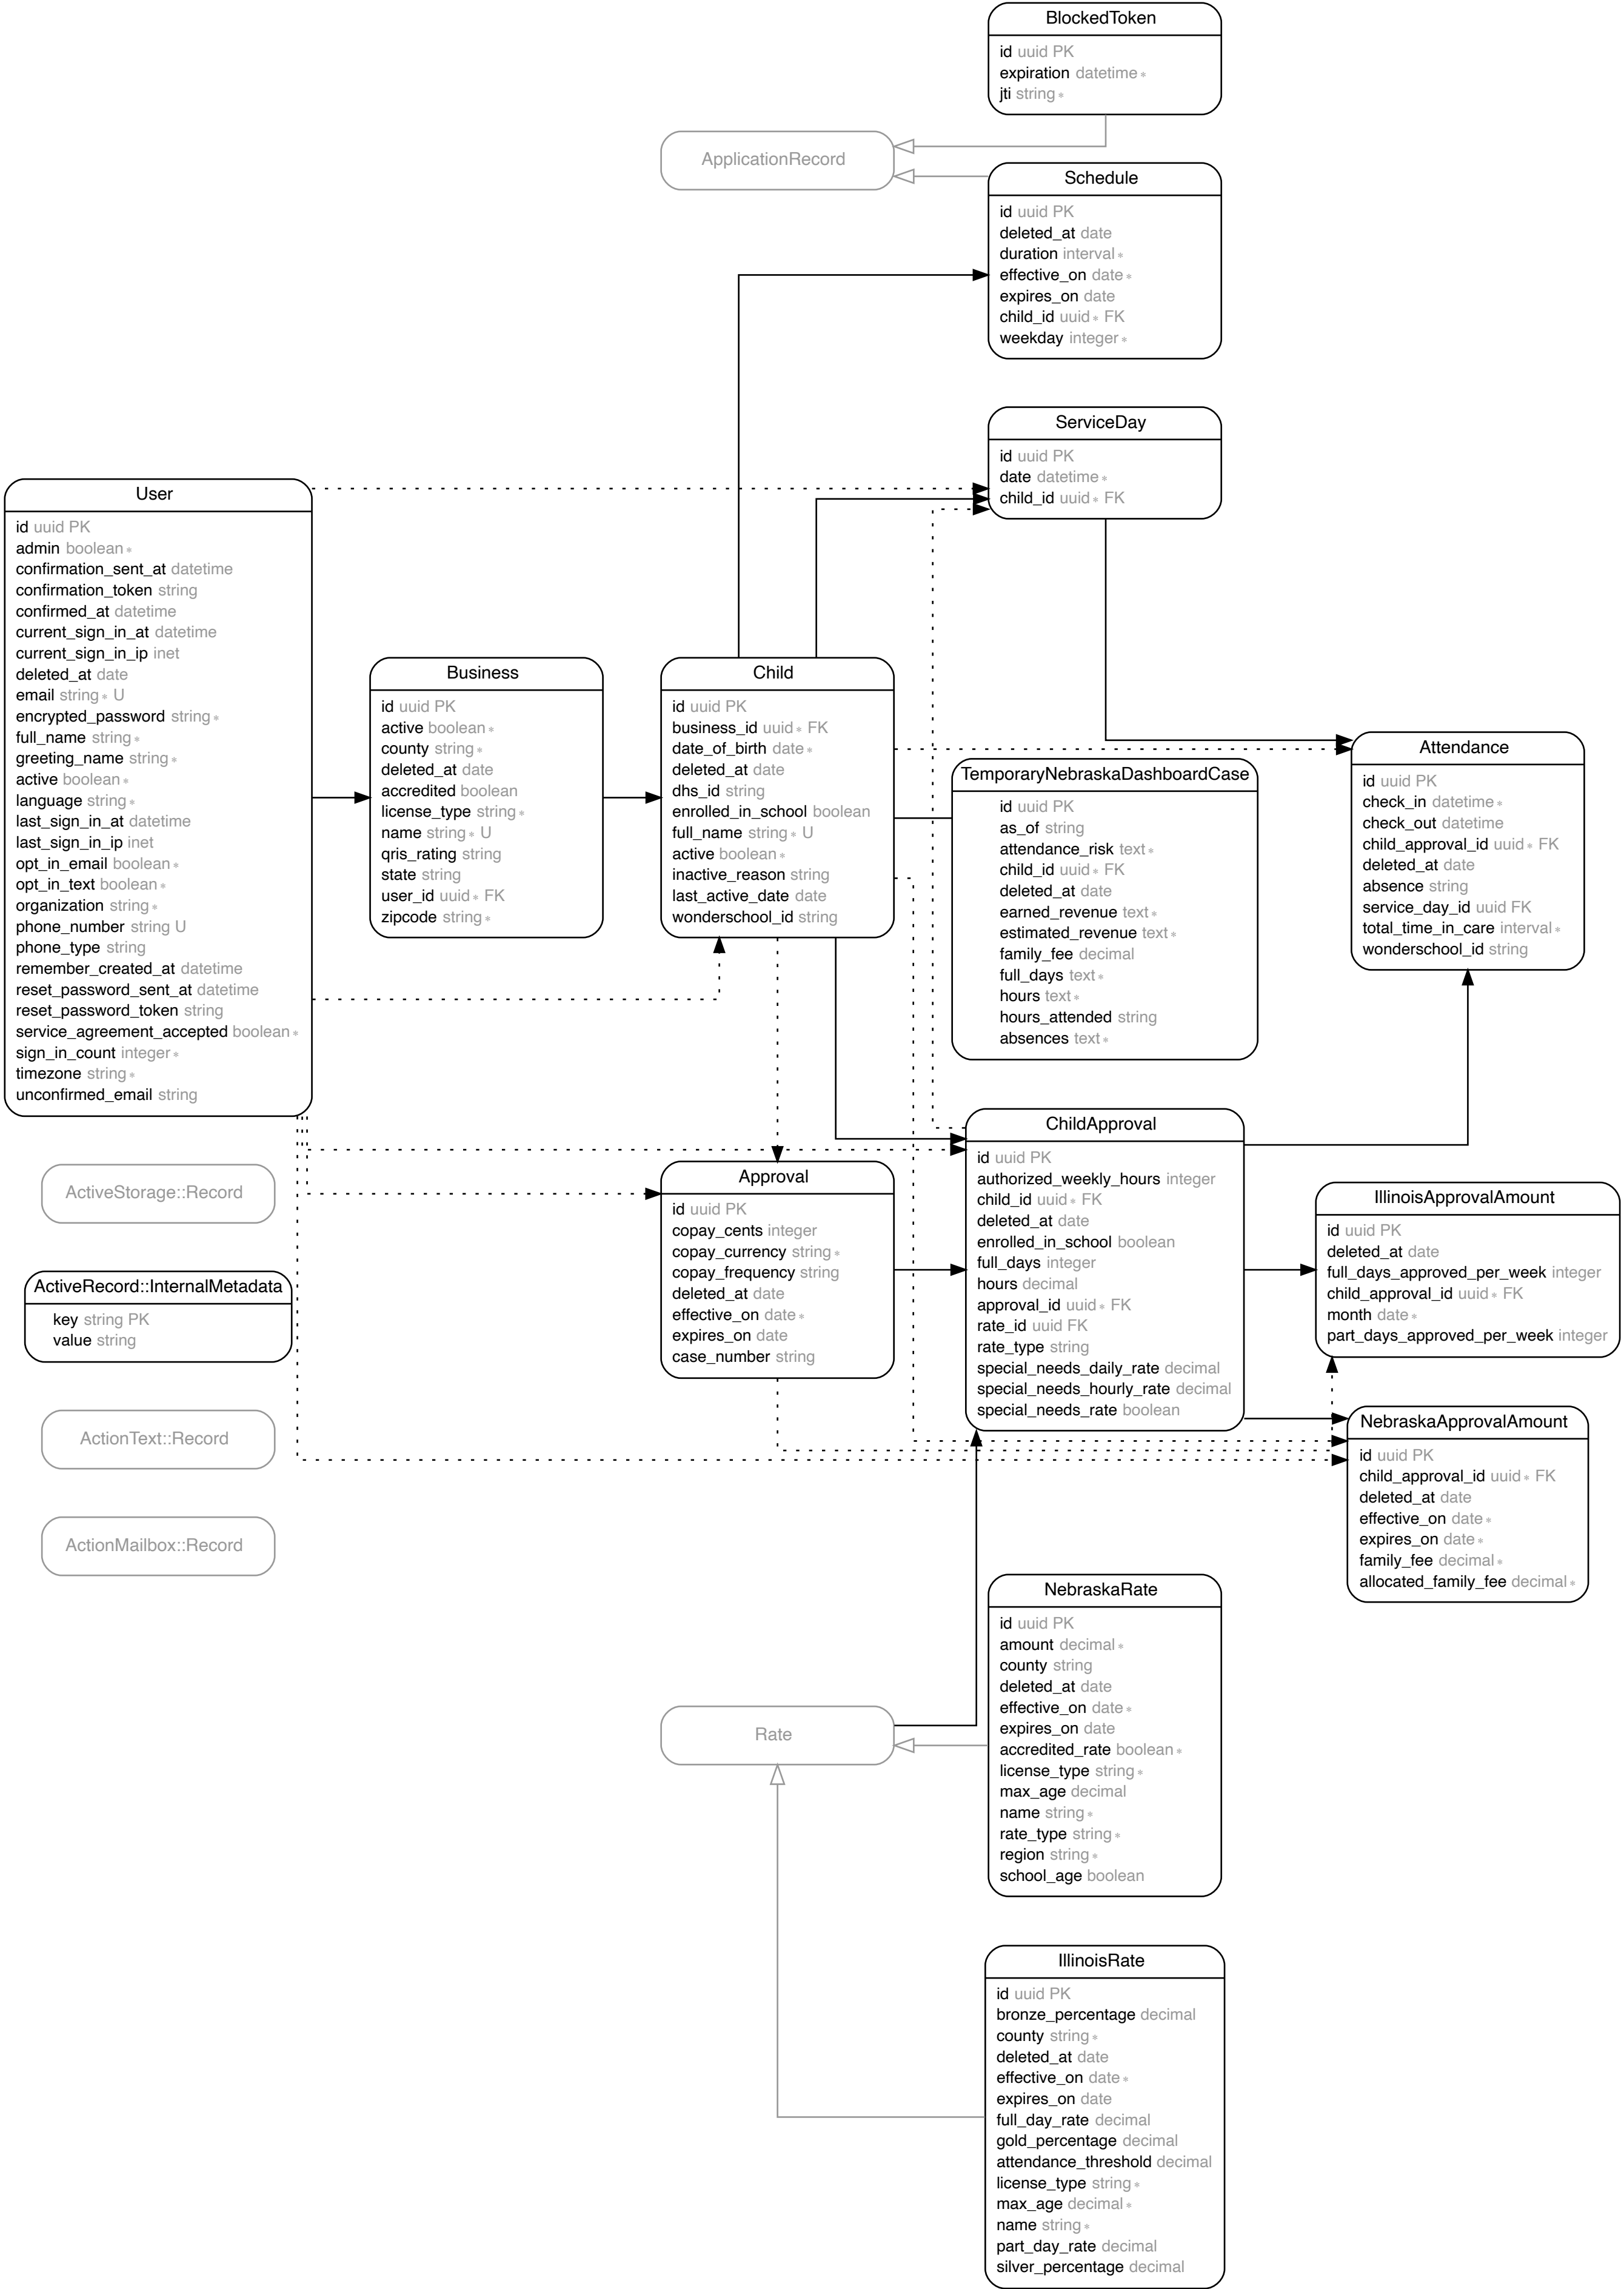 BlockedToken
id uuid PK
expiration datetime ∗
jti string ∗
ApplicationRecord
Schedule
id uuid PK
deleted_at date
duration interval ∗
effective_on date ∗
expires_on date
child_id uuid ∗ FK
weekday integer ∗
ServiceDay
id uuid PK
date datetime ∗
child_id uuid ∗ FK
User
id uuid PK
admin boolean ∗
confirmation_sent_at datetime
confirmation_token string
confirmed_at datetime
current_sign_in_at datetime
current_sign_in_ip inet
deleted_at date
email string ∗ U
encrypted_password string ∗
full_name string ∗
greeting_name string ∗
active boolean ∗
language string ∗
last_sign_in_at datetime
last_sign_in_ip inet
opt_in_email boolean ∗
opt_in_text boolean ∗
organization string ∗
phone_number string U
phone_type string
remember_created_at datetime
reset_password_sent_at datetime
reset_password_token string
service_agreement_accepted boolean ∗
sign_in_count integer ∗
timezone string ∗
unconfirmed_email string
Business
id uuid PK
active boolean ∗
county string ∗
deleted_at date
accredited boolean
license_type string ∗
name string ∗ U
qris_rating string
state string
user_id uuid ∗ FK
zipcode string ∗
Child
id uuid PK
business_id uuid ∗ FK
date_of_birth date ∗
deleted_at date
dhs_id string
enrolled_in_school boolean
full_name string ∗ U
active boolean ∗
inactive_reason string
last_active_date date
wonderschool_id string
TemporaryNebraskaDashboardCase
id uuid PK
as_of string
attendance_risk text ∗
child_id uuid ∗ FK
deleted_at date
earned_revenue text ∗
estimated_revenue text ∗
family_fee decimal
full_days text ∗
hours text ∗
hours_attended string
absences text ∗
Attendance
id uuid PK
check_in datetime ∗
check_out datetime
child_approval_id uuid ∗ FK
deleted_at date
absence string
service_day_id uuid FK
total_time_in_care interval ∗
wonderschool_id string
ActiveStorage::Record
ActiveRecord::InternalMetadata
key string PK
value string
ActionText::Record
ActionMailbox::Record
Approval
id uuid PK
copay_cents integer
copay_currency string ∗
copay_frequency string
deleted_at date
effective_on date ∗
expires_on date
case_number string
ChildApproval
id uuid PK
authorized_weekly_hours integer
child_id uuid ∗ FK
deleted_at date
enrolled_in_school boolean
full_days integer
hours decimal
approval_id uuid ∗ FK
rate_id uuid FK
rate_type string
special_needs_daily_rate decimal
special_needs_hourly_rate decimal
special_needs_rate boolean
IllinoisApprovalAmount
id uuid PK
deleted_at date
full_days_approved_per_week integer
child_approval_id uuid ∗ FK
month date ∗
part_days_approved_per_week integer
NebraskaApprovalAmount
id uuid PK
child_approval_id uuid ∗ FK
deleted_at date
effective_on date ∗
expires_on date ∗
family_fee decimal ∗
allocated_family_fee decimal ∗
Rate
NebraskaRate
id uuid PK
amount decimal ∗
county string
deleted_at date
effective_on date ∗
expires_on date
accredited_rate boolean ∗
license_type string ∗
max_age decimal
name string ∗
rate_type string ∗
region string ∗
school_age boolean
IllinoisRate
id uuid PK
bronze_percentage decimal
county string ∗
deleted_at date
effective_on date ∗
expires_on date
full_day_rate decimal
gold_percentage decimal
attendance_threshold decimal
license_type string ∗
max_age decimal ∗
name string ∗
part_day_rate decimal
silver_percentage decimal